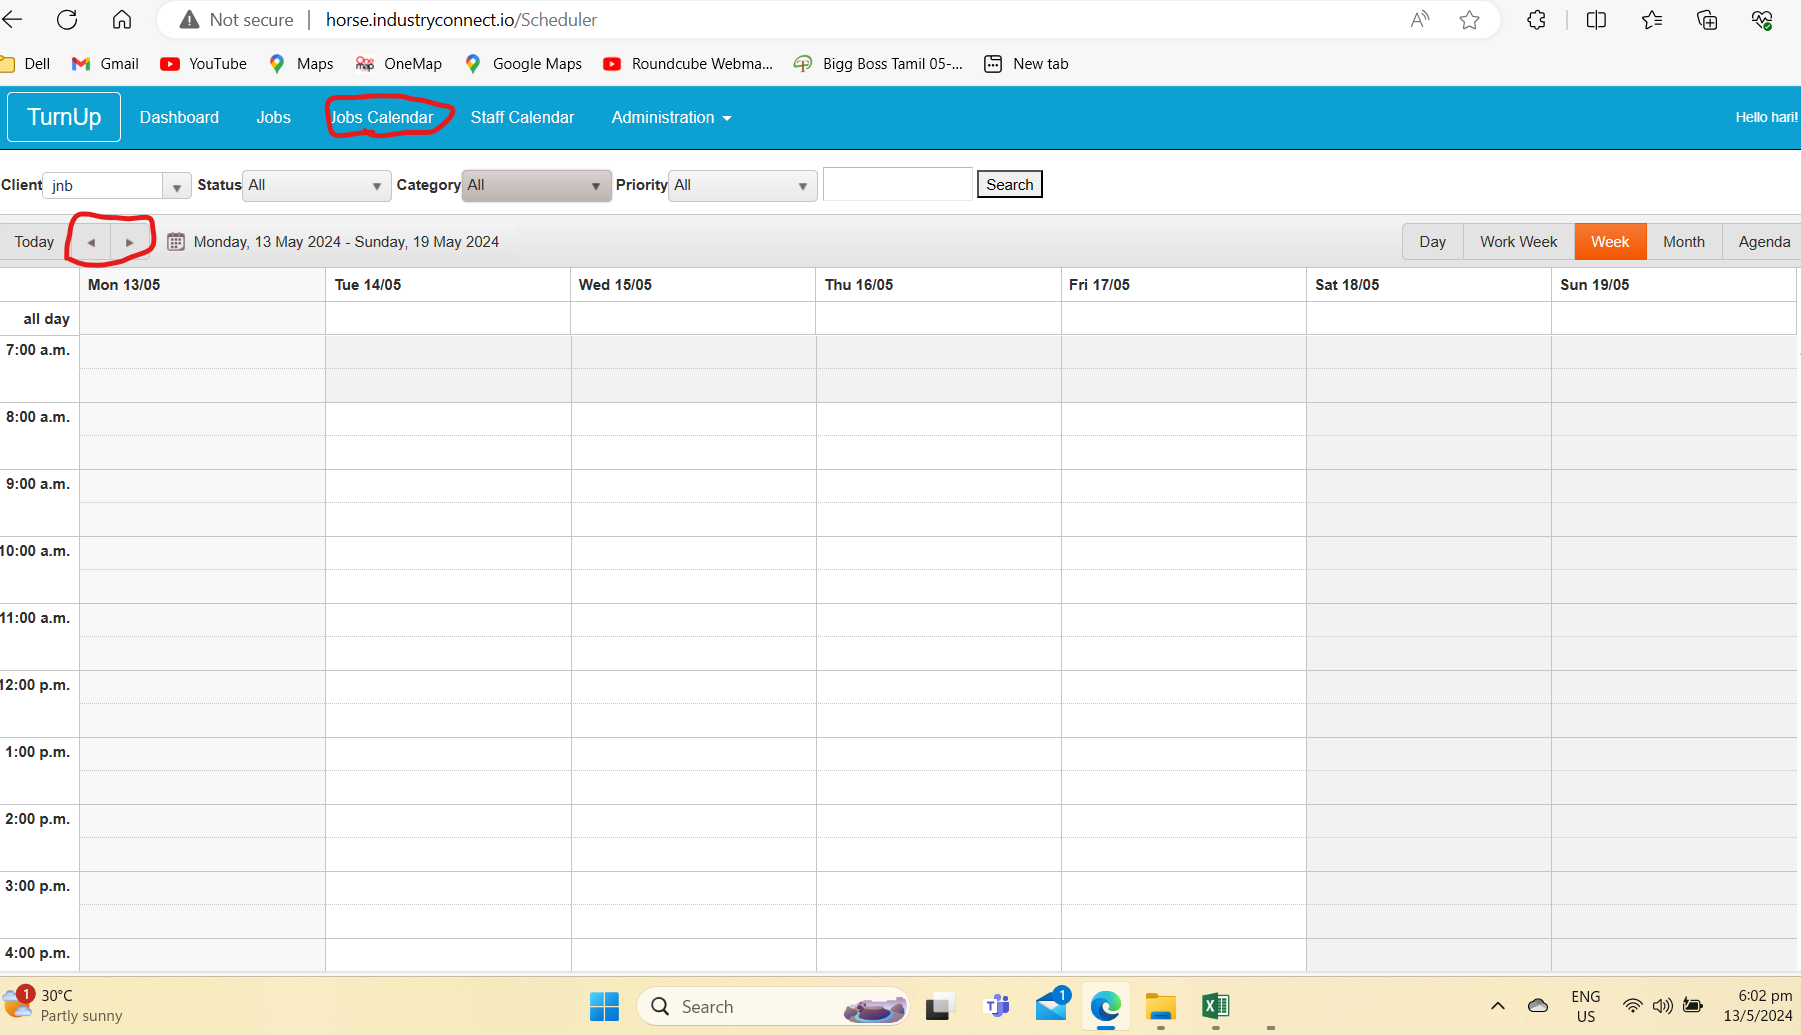 Not secure | horse.industryconnect.io/Scheduler
Dell Gmail YouTube Maps OneMap Google Maps Roundcube Webma... Bigg Boss Tamil 05-... New tab
TurnUp Dashboard Jobs Jobs Calendar Staff Calendar Administration Hello hari!
Client jnb Status All Category All Priority All Search
Today Monday, 13 May 2024 - Sunday, 19 May 2024 Day Work Week Week Month Agenda
Mon 13/05 Tue 14/05 Wed 15/05 Thu 16/05 Fri 17/05 Sat 18/05 Sun 19/05
all day
7:00 a.m.
8:00 a.m.
9:00 a.m.
10:00 a.m.
11:00 a.m.
12:00 p.m.
1:00 p.m.
2:00 p.m.
3:00 p.m.
4:00 p.m.
1 30°C
Partly sunny
Search
1
ENG
US
6:02 pm
13/5/2024